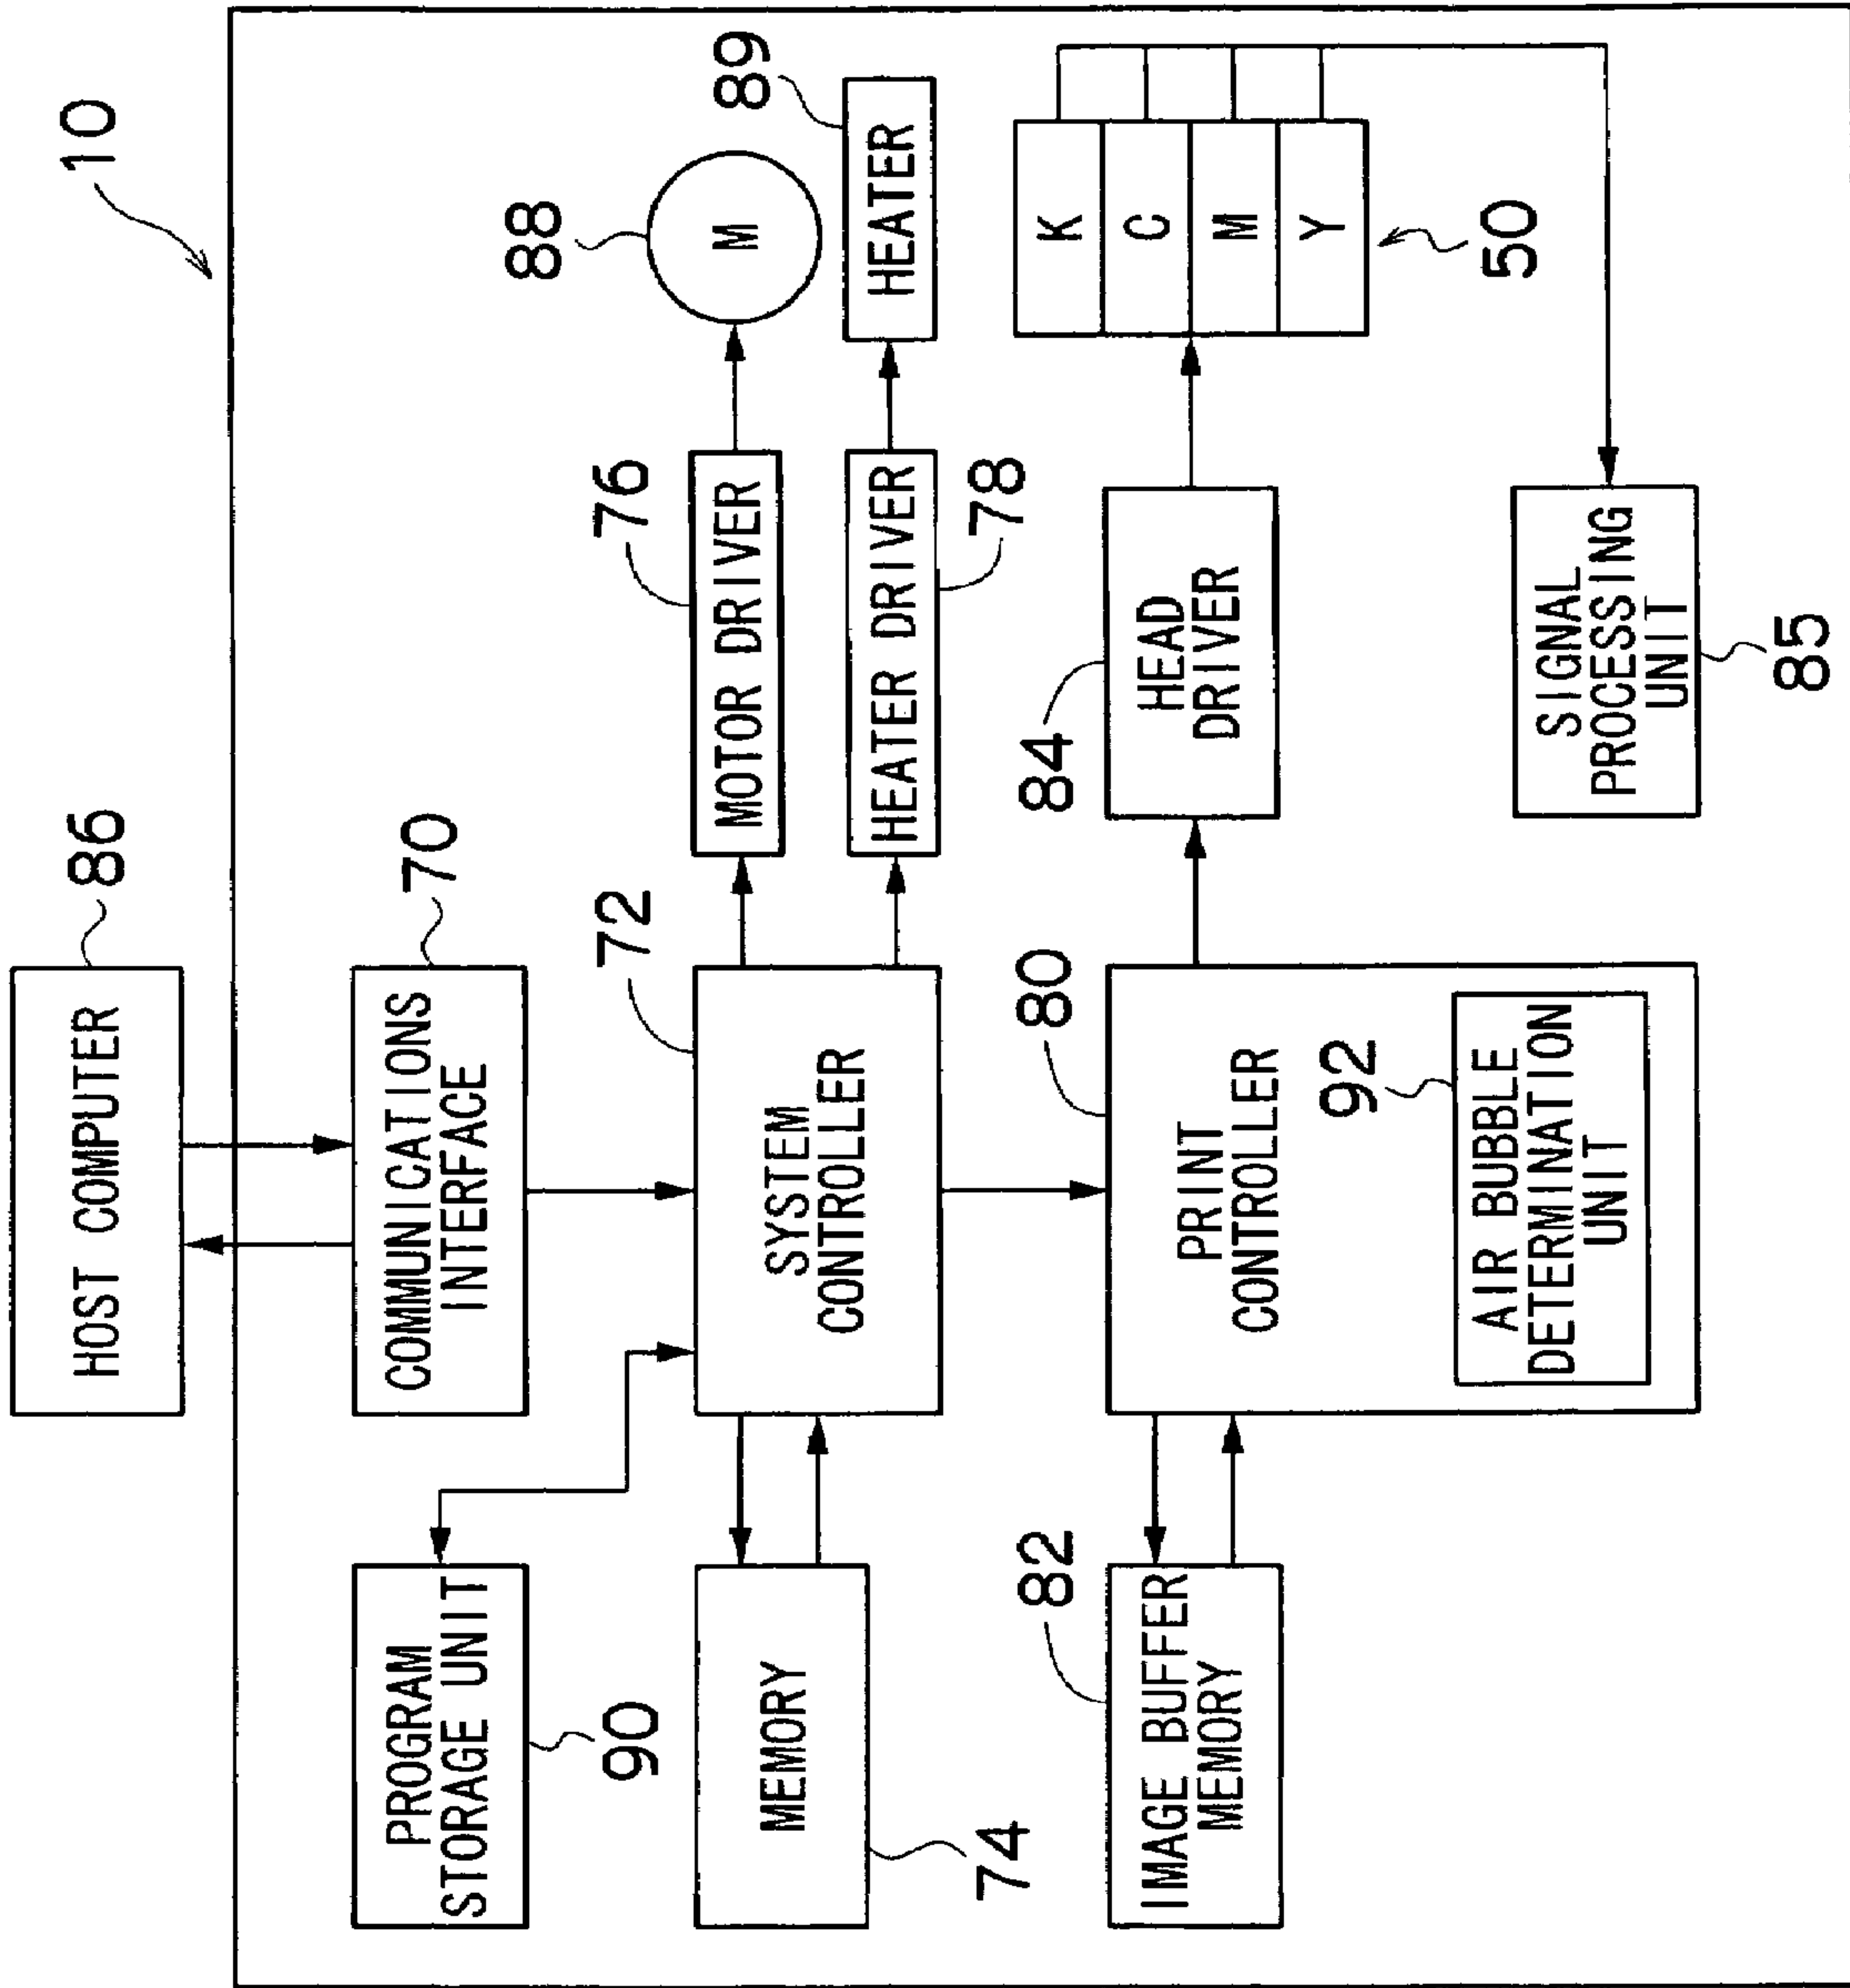 10
HOST COMPUTER
86
COMMUNICATIONS
INTERFACE
70
PROGRAM
STORAGE UNIT
90
SYSTEM
CONTROLLER
72
MEMORY
74
MOTOR DRIVER
76
M
88
HEATER DRIVER
78
HEATER
89
PRINT
CONTROLLER
80
AIR BUBBLE
DETERMINATION
UNIT
92
IMAGE BUFFER
MEMORY
82
HEAD
DRIVER
84
K
C
M
Y
50
SIGNAL
PROCESSING
UNIT
85